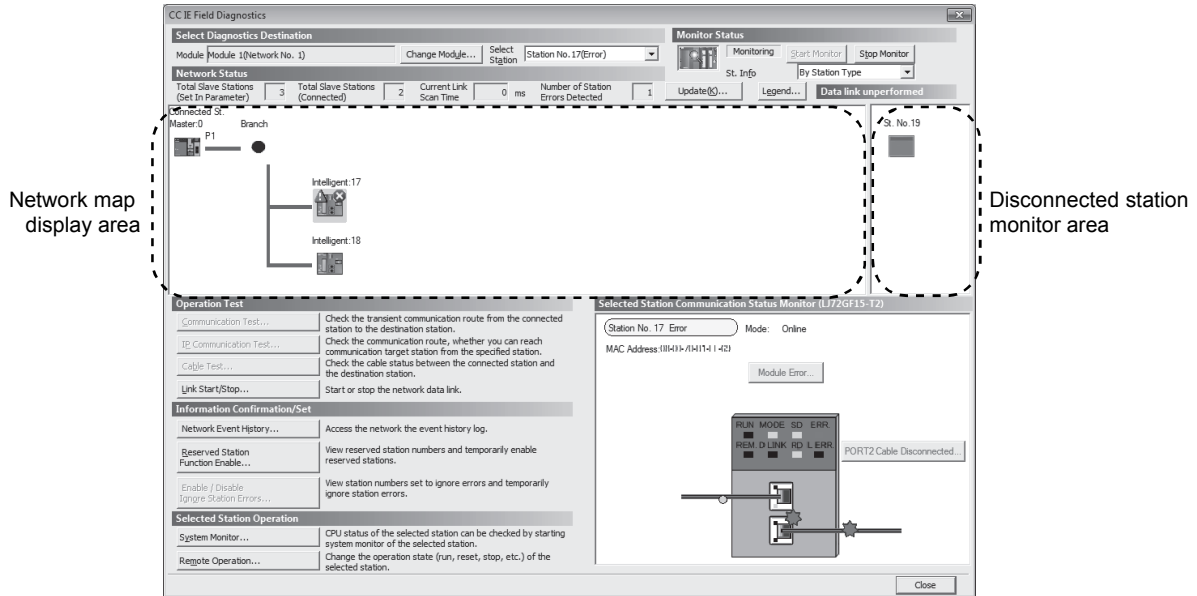 CC IE Field Diagnostics
Select Diagnostics Destination
Monitor Status
Module Module 1(Network No. 1)
Change Module...
Select Station
Station No.17(Error)
Monitoring
Start Monitor
Stop Monitor
St. Info
By Station Type
Network Status
Total Slave Stations (Set In Parameter) 3
Total Slave Stations (Connected) 2
Current Link Scan Time 0 ms
Number of Station Errors Detected 1
Update(K)...
Legend...
Data link unperformed
Connected St.
Master:0
Branch
P1
St. No.19
Intelligent:17
Intelligent:18
Network map
display area
Disconnected station
monitor area
Operation Test
Communication Test...
Check the transient communication route from the connected
station to the destination station.
IP Communication Test...
Check the communication route, whether you can reach
communication target station from the specified station.
Cable Test...
Check the cable status between the connected station and
the destination station.
Link Start/Stop...
Start or stop the network data link.
Information Confirmation/Set
Network Event History...
Access the network the event history log.
Reserved Station
Function Enable...
View reserved station numbers and temporarily enable
reserved stations.
Enable / Disable
Ignore Station Errors...
View station numbers set to ignore errors and temporarily
ignore station errors.
Selected Station Operation
System Monitor...
CPU status of the selected station can be checked by starting
system monitor of the selected station.
Remote Operation...
Change the operation state (run, reset, stop, etc.) of the
selected station.
Selected Station Communication Status Monitor (LJ72GF15-T2)
Station No. 17 Error
Mode: Online
MAC Address:
Module Error...
RUN MODE SD ERR.
REM. D LINK RD L ERR.
PORT2 Cable Disconnected...
Close